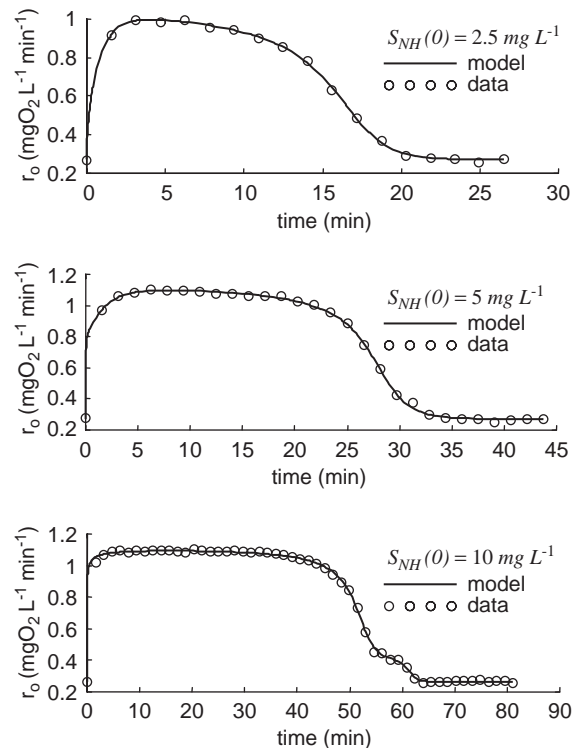 S_NH(0) = 2.5 mg L⁻¹
model
data
r_o (mgO₂ L⁻¹ min⁻¹)
1
0.8
0.6
0.4
0.2
0 5 10 15 20 25 30
time (min)
S_NH(0) = 5 mg L⁻¹
model
data
r_o (mgO₂ L⁻¹ min⁻¹)
1.2
1
0.8
0.6
0.4
0.2
0 5 10 15 20 25 30 35 40 45
time (min)
S_NH(0) = 10 mg L⁻¹
model
data
r_o (mgO₂ L⁻¹ min⁻¹)
1.2
1
0.8
0.6
0.4
0.2
0 10 20 30 40 50 60 70 80 90
time (min)